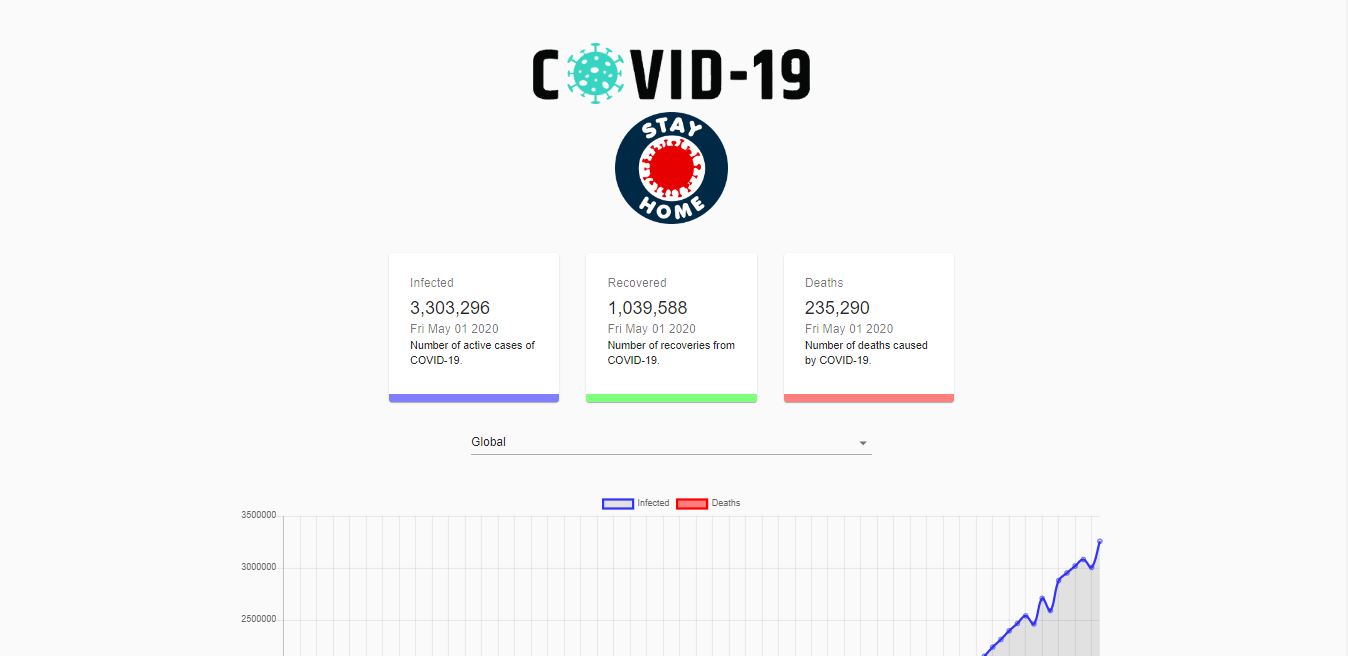 COVID-19
STAY
HOME
Infected
3,303,296
Fri May 01 2020
Number of active cases of
COVID-19.
Recovered
1,039,588
Fri May 01 2020
Number of recoveries from
COVID-19.
Deaths
235,290
Fri May 01 2020
Number of deaths caused
by COVID-19.
Global
Infected Deaths
3500000
3000000
2500000